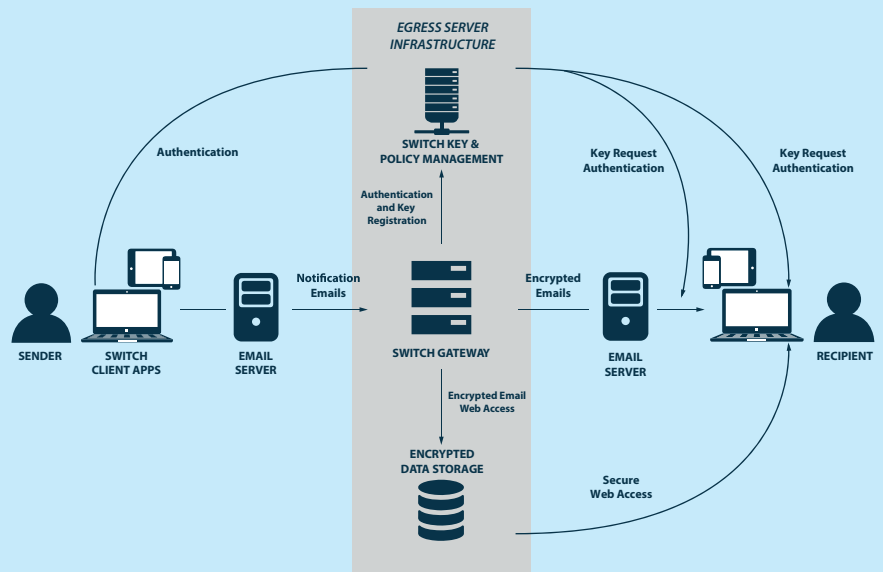 EGRESS SERVER
INFRASTRUCTURE
SWITCH KEY &
POLICY MANAGEMENT
Authentication
Key Request
Authentication
Key Request
Authentication
Authentication
and Key
Registration
Notification
Emails
Encrypted
Emails
SENDER
SWITCH
CLIENT APPS
EMAIL
SERVER
SWITCH GATEWAY
EMAIL
SERVER
RECIPIENT
Encrypted Email
Web Access
ENCRYPTED
DATA STORAGE
Secure
Web Access